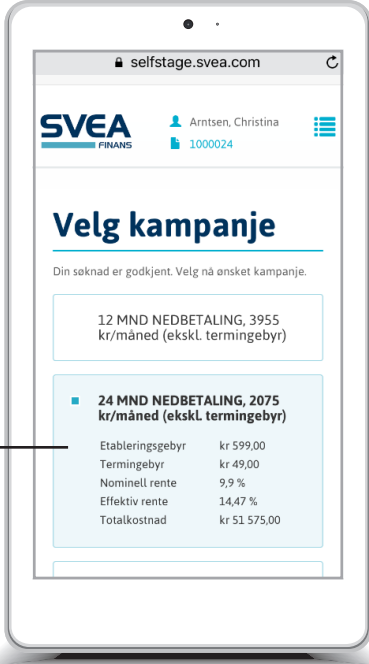 selfstage.svea.com
SVEA
FINANS
Arntsen, Christina
1000024
Velg kampanje
Din søknad er godkjent. Velg nå ønsket kampanje.
12 MND NEDBETALING, 3955
kr/måned (ekskl. termingebyr)
24 MND NEDBETALING, 2075
kr/måned (ekskl. termingebyr)
Etableringsgebyr kr 599,00
Termingebyr kr 49,00
Nominell rente 9,9 %
Effektiv rente 14,47 %
Totalkostnad kr 51 575,00